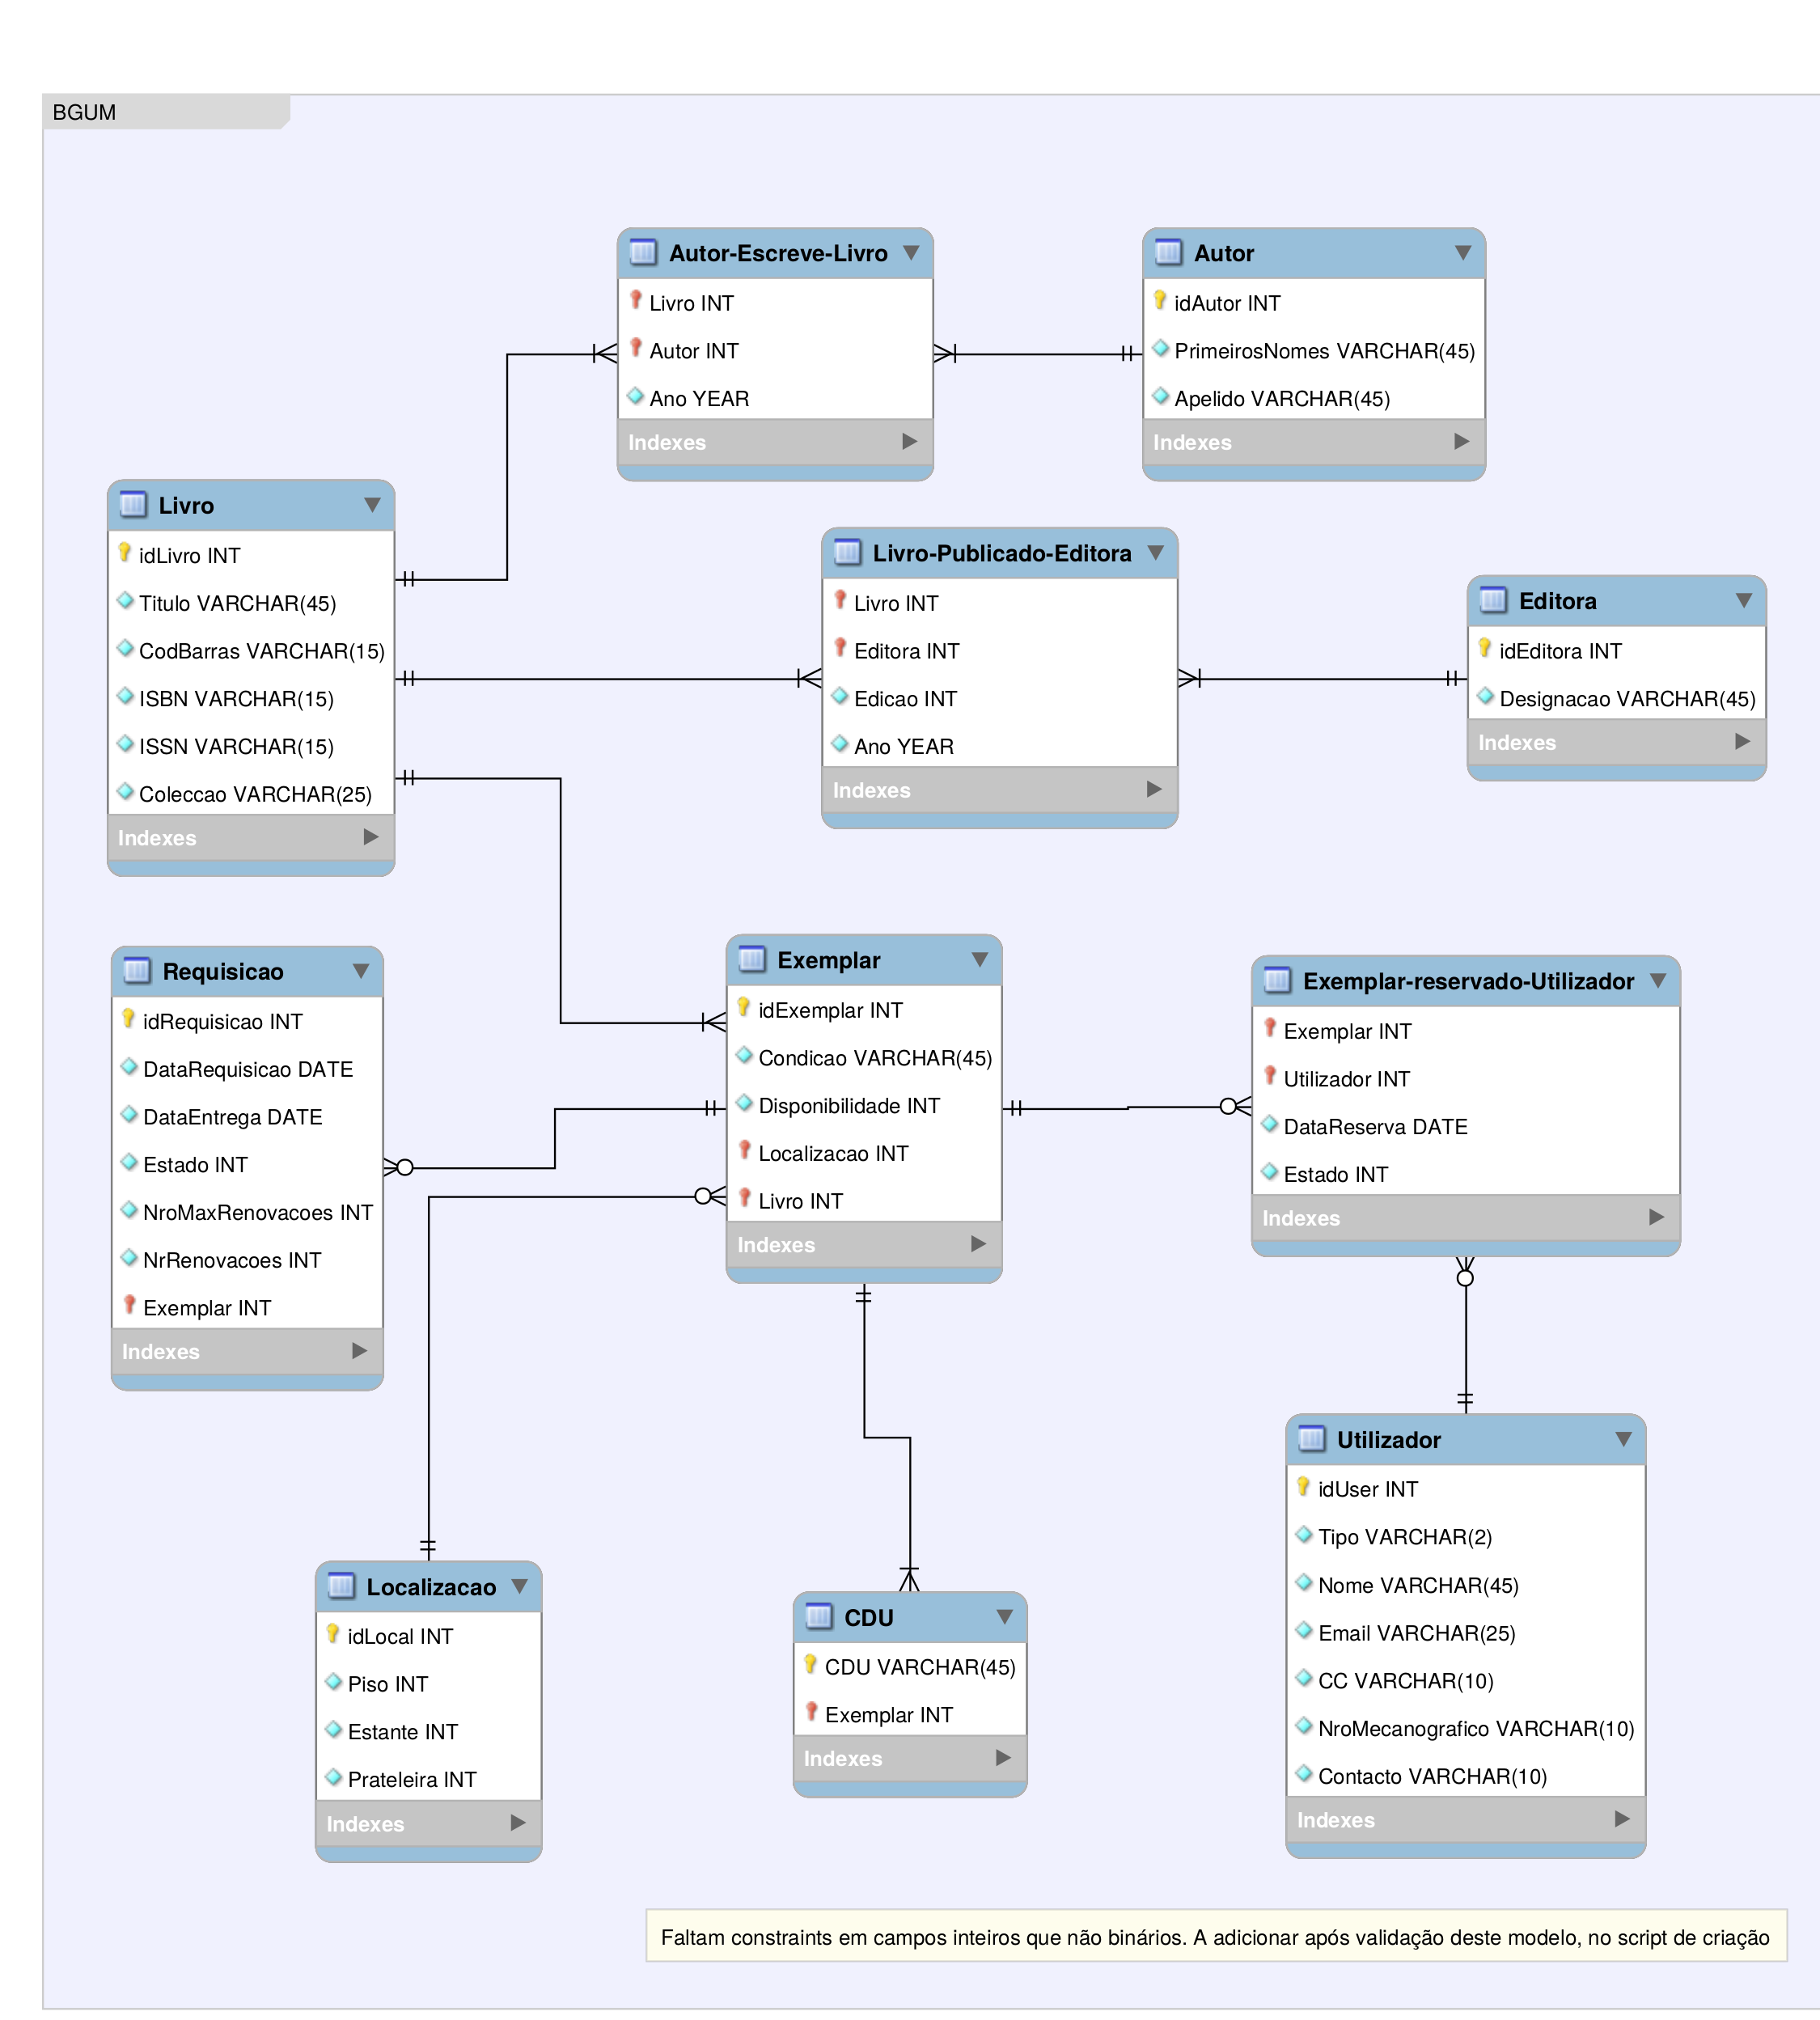 BGUM
Autor-Escreve-Livro
Livro INT
Autor INT
Ano YEAR
Indexes
Autor
idAutor INT
PrimeirosNomes VARCHAR(45)
Apelido VARCHAR(45)
Indexes
Livro
idLivro INT
Titulo VARCHAR(45)
CodBarras VARCHAR(15)
ISBN VARCHAR(15)
ISSN VARCHAR(15)
Coleccao VARCHAR(25)
Indexes
Livro-Publicado-Editora
Livro INT
Editora INT
Edicao INT
Ano YEAR
Indexes
Editora
idEditora INT
Designacao VARCHAR(45)
Indexes
Requisicao
idRequisicao INT
DataRequisicao DATE
DataEntrega DATE
Estado INT
NroMaxRenovacoes INT
NrRenovacoes INT
Exemplar INT
Indexes
Exemplar
idExemplar INT
Condicao VARCHAR(45)
Disponibilidade INT
Localizacao INT
Livro INT
Indexes
Exemplar-reservado-Utilizador
Exemplar INT
Utilizador INT
DataReserva DATE
Estado INT
Indexes
Localizacao
idLocal INT
Piso INT
Estante INT
Prateleira INT
Indexes
CDU
CDU VARCHAR(45)
Exemplar INT
Indexes
Utilizador
idUser INT
Tipo VARCHAR(2)
Nome VARCHAR(45)
Email VARCHAR(25)
CC VARCHAR(10)
NroMecanografico VARCHAR(10)
Contacto VARCHAR(10)
Indexes
Faltam constraints em campos inteiros que não binários. A adicionar após validação deste modelo, no script de criação